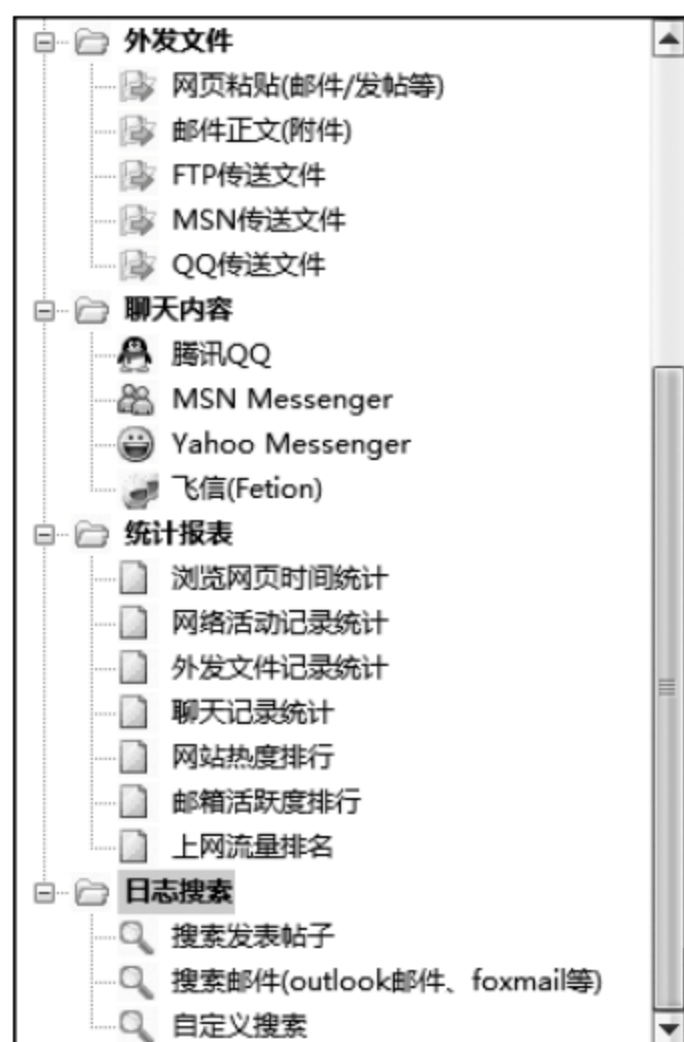 外发文件
网页粘贴(邮件/发帖等)
邮件正文(附件)
FTP传送文件
MSN传送文件
QQ传送文件
聊天内容
腾讯QQ
MSN Messenger
Yahoo Messenger
飞信(Fetion)
统计报表
浏览网页时间统计
网络活动记录统计
外发文件记录统计
聊天记录统计
网站热度排行
邮箱活跃度排行
上网流量排名
日志搜索
搜索发表帖子
搜索邮件(outlook邮件、foxmail等)
自定义搜索